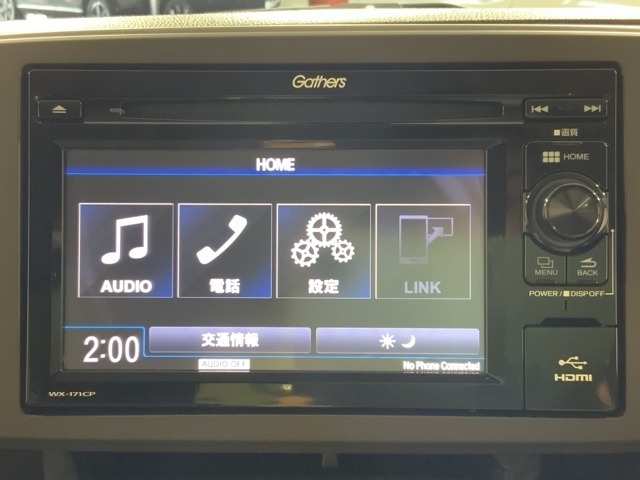 Gathers
■画質
HOME
HOME
AUDIO
電話
設定
LINK
MENU
BACK
POWER/■DISPOFF
交通情報
2:00
AUDIO OFF
No Phone Connected
HDMI
WX-171CP